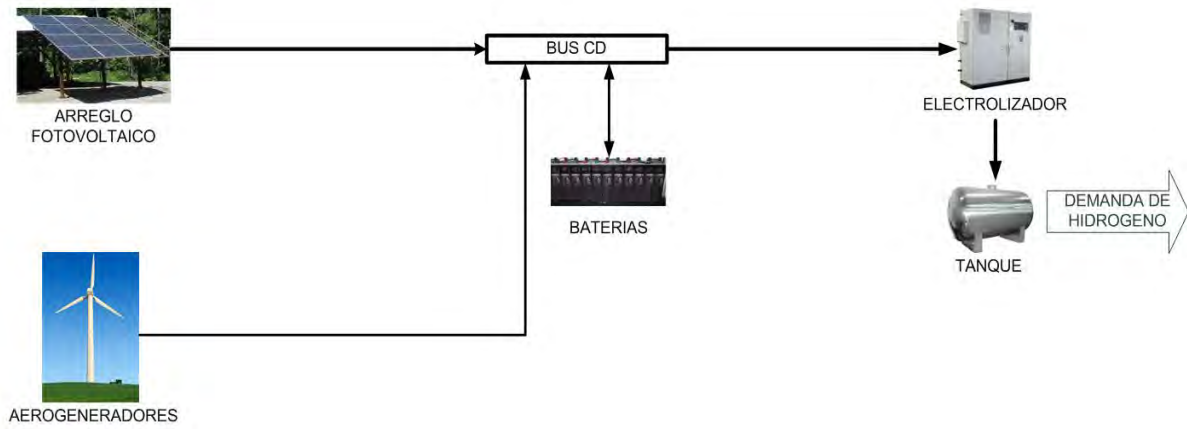 BUS CD
ARREGLO
FOTOVOLTAICO
ELECTROLIZADOR
BATERIAS
DEMANDA DE
HIDROGENO
TANQUE
AEROGENERADORES